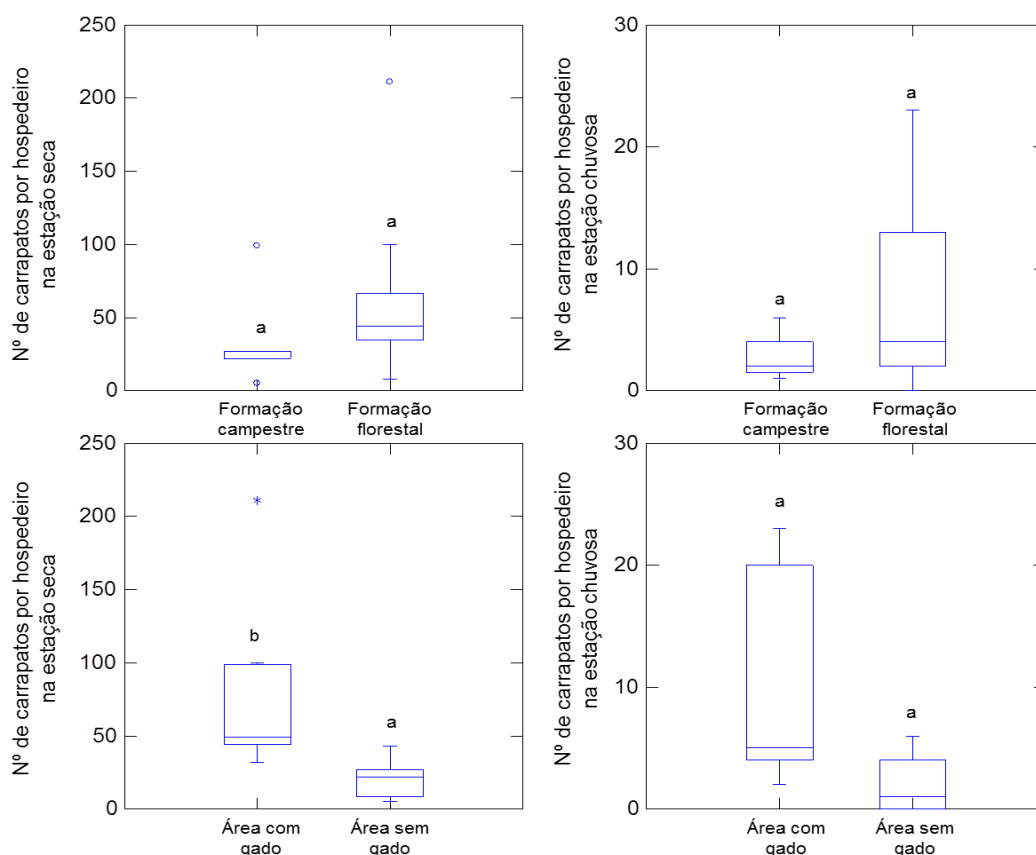 Nº de carrapatos por hospedeiro
na estação seca
250
200
150
100
50
0
a
a
Formação
campestre
Formação
florestal
Nº de carrapatos por hospedeiro
na estação chuvosa
30
20
10
0
a
a
Formação
campestre
Formação
florestal
Nº de carrapatos por hospedeiro
na estação seca
250
200
150
100
50
0
b
a
Área com
gado
Área sem
gado
Nº de carrapatos por hospedeiro
na estação chuvosa
30
20
10
0
a
a
Área com
gado
Área sem
gado